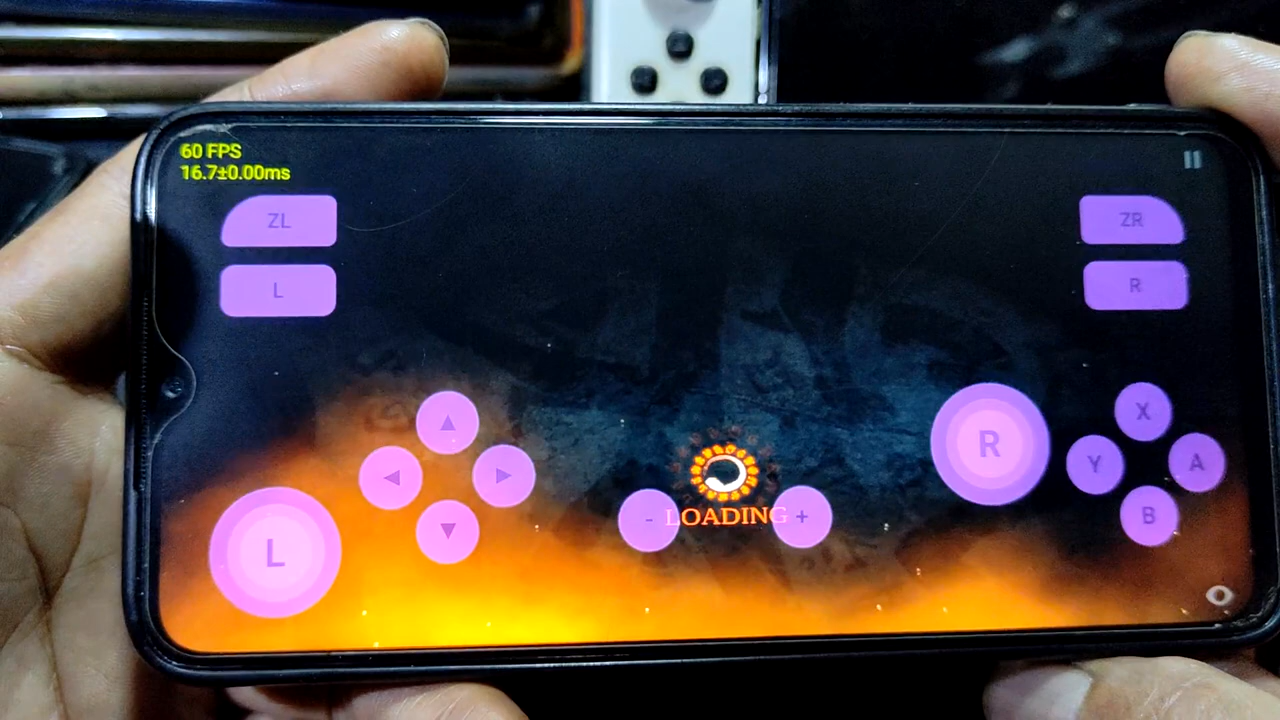 60 FPS
16.7±0.00ms
ZL
ZR
L
R
X
R
Y
A
- LOADING +
B
L